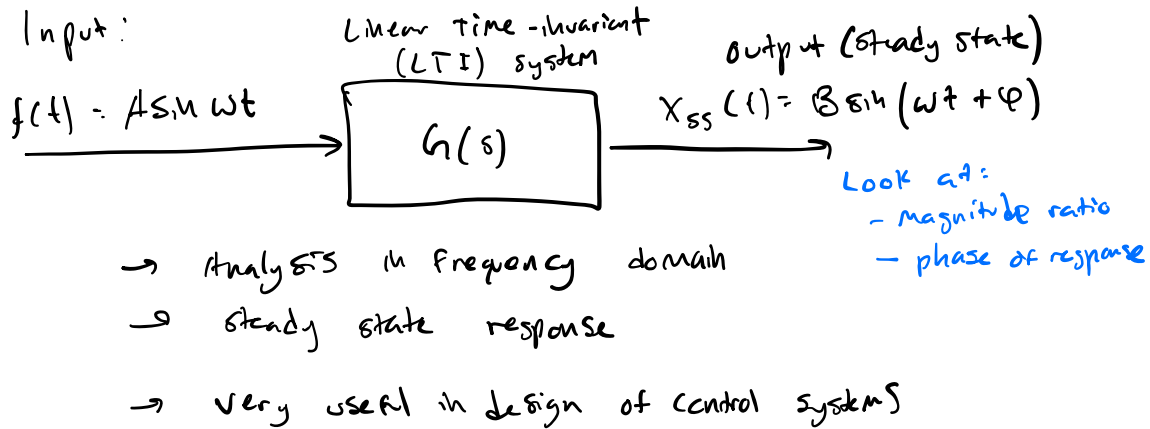 Input:
f(t) = A sin ωt
Linear Time-invariant
(LTI) system
G(s)
output (steady state)
x_ss(t) = B sin(ωt + φ)
Look at:
- magnitude ratio
- phase of response
→ Analysis in frequency domain
→ steady state response
→ very useful in design of control systems